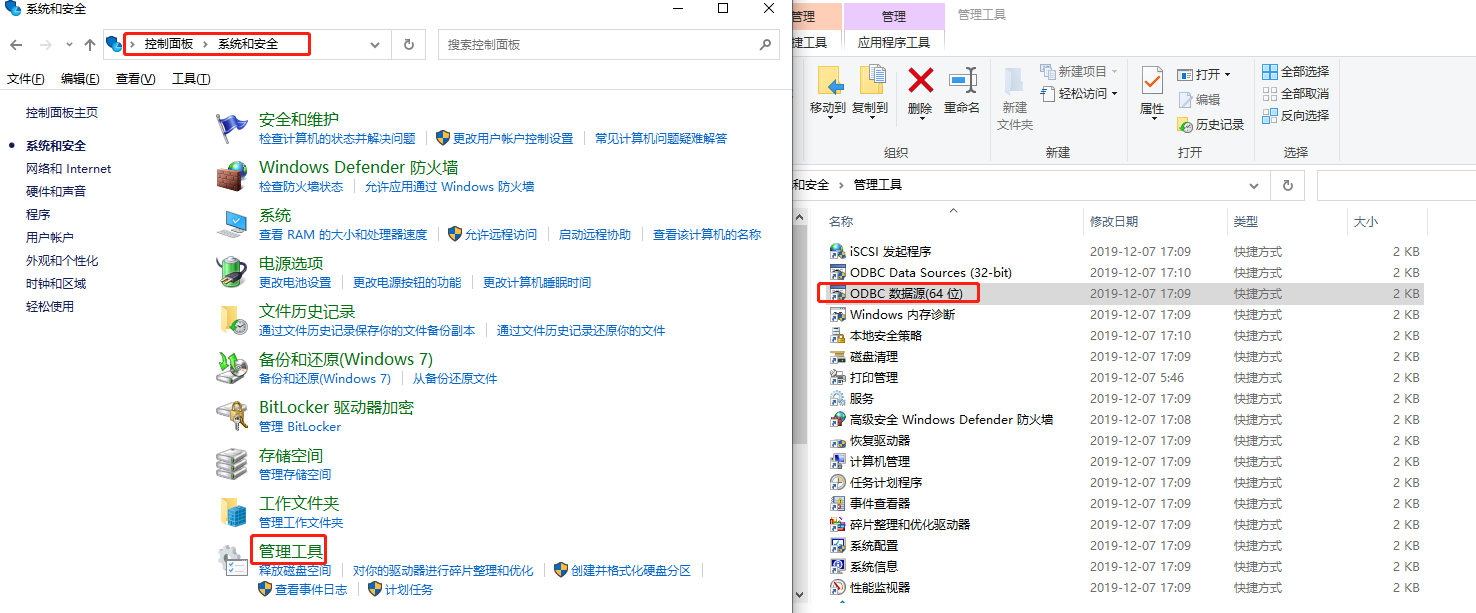 系统和安全
控制面板 › 系统和安全
搜索控制面板
文件(F) 编辑(E) 查看(V) 工具(T)
控制面板主页
系统和安全
网络和 Internet
硬件和声音
程序
用户帐户
外观和个性化
时钟和区域
轻松使用
安全和维护
检查计算机的状态并解决问题 更改用户帐户控制设置 常见计算机问题疑难解答
Windows Defender 防火墙
检查防火墙状态 允许应用通过 Windows 防火墙
系统
查看 RAM 的大小和处理器速度 允许远程访问 启动远程协助 查看该计算机的名称
电源选项
更改电池设置 更改电源按钮的功能 更改计算机睡眠时间
文件历史记录
通过文件历史记录保存你的文件备份副本 通过文件历史记录还原你的文件
备份和还原(Windows 7)
备份和还原(Windows 7) 从备份还原文件
BitLocker 驱动器加密
管理 BitLocker
存储空间
管理存储空间
工作文件夹
管理工作文件夹
管理工具
释放磁盘空间 对你的驱动器进行碎片整理和优化 创建并格式化硬盘分区
查看事件日志 计划任务
管理 管理 管理工具
捷工具 应用程序工具
移动到 复制到 删除 重命名
组织
新建
文件夹
新建项目
轻松访问
新建
属性
打开
编辑
历史记录
打开
全部选择
全部取消
反向选择
选择
和安全 › 管理工具
名称 修改日期 类型 大小
iSCSI 发起程序 2019-12-07 17:09 快捷方式 2 KB
ODBC Data Sources (32-bit) 2019-12-07 17:10 快捷方式 2 KB
ODBC 数据源(64 位) 2019-12-07 17:09 快捷方式 2 KB
Windows 内存诊断 2019-12-07 17:09 快捷方式 2 KB
本地安全策略 2019-12-07 17:10 快捷方式 2 KB
磁盘清理 2019-12-07 17:09 快捷方式 2 KB
打印管理 2019-12-07 5:46 快捷方式 2 KB
服务 2019-12-07 17:09 快捷方式 2 KB
高级安全 Windows Defender 防火墙 2019-12-07 17:08 快捷方式 2 KB
恢复驱动器 2019-12-07 17:09 快捷方式 2 KB
计算机管理 2019-12-07 17:09 快捷方式 2 KB
任务计划程序 2019-12-07 17:09 快捷方式 2 KB
事件查看器 2019-12-07 17:09 快捷方式 2 KB
碎片整理和优化驱动器 2019-12-07 17:09 快捷方式 2 KB
系统配置 2019-12-07 17:09 快捷方式 2 KB
系统信息 2019-12-07 17:09 快捷方式 2 KB
性能监视器 2019-12-07 17:09 快捷方式 2 KB